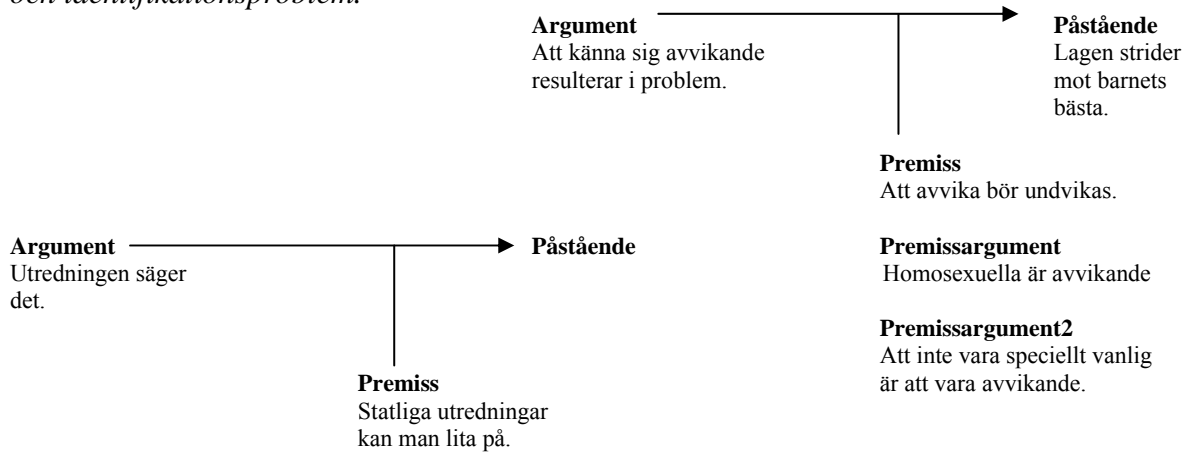 och identifikationsproblem.
Argument
Att känna sig avvikande
resulterar i problem.
Påstående
Lagen strider
mot barnets
bästa.
Premiss
Att avvika bör undvikas.
Argument
Utredningen säger
det.
Påstående
Premissargument
Homosexuella är avvikande
Premissargument2
Att inte vara speciellt vanlig
är att vara avvikande.
Premiss
Statliga utredningar
kan man lita på.